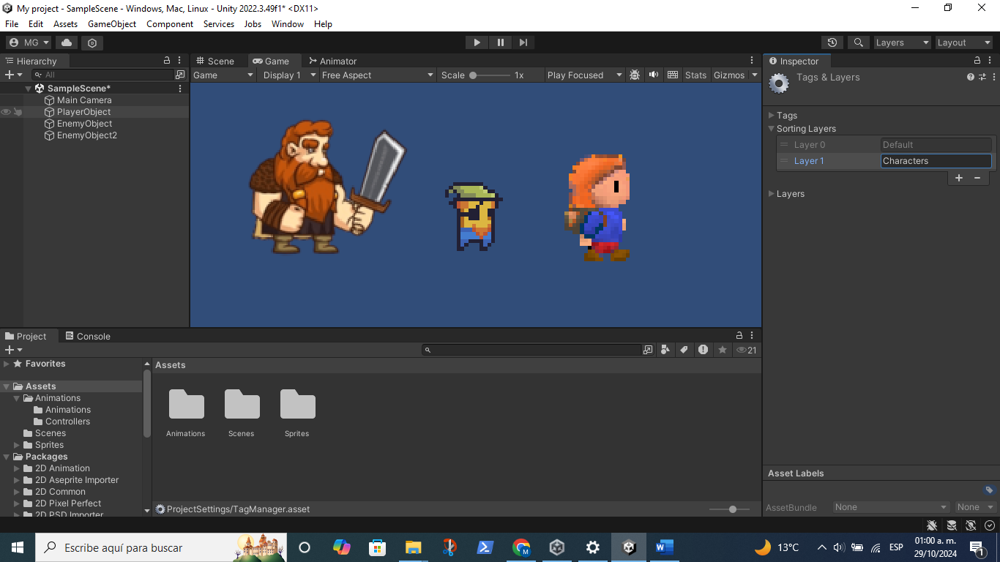 My project - SampleScene - Windows, Mac, Linux - Unity 2022.3.49f1* <DX11>
File Edit Assets GameObject Component Services Jobs Window Help
MG Layers Layout
Hierarchy
All
SampleScene*
Main Camera
PlayerObject
EnemyObject
EnemyObject2
Scene Game Animator
Game Display 1 Free Aspect Scale 1x Play Focused Stats Gizmos
Inspector
Tags & Layers
Tags
Sorting Layers
Layer 0 Default
Layer 1 Characters
Layers
Project Console
21
Favorites
Assets
Animations
Animations
Controllers
Scenes
Sprites
Packages
2D Animation
2D Aseprite Importer
2D Common
2D Pixel Perfect
2D PSD Importer
Assets
Animations Scenes Sprites
ProjectSettings/TagManager.asset
Asset Labels
AssetBundle None None
Escribe aquí para buscar
13°C
ESP
01:00 a. m.
29/10/2024
1